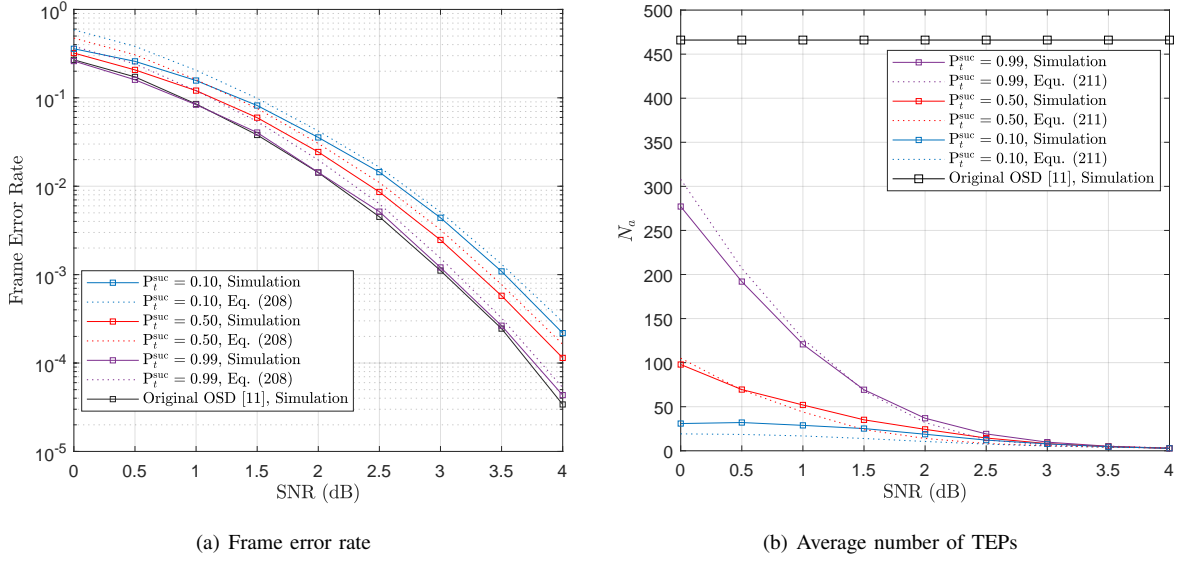 10^0
10^-1
10^-2
10^-3
10^-4
10^-5
Frame Error Rate
P_t^suc = 0.10, Simulation
P_t^suc = 0.10, Eq. (208)
P_t^suc = 0.50, Simulation
P_t^suc = 0.50, Eq. (208)
P_t^suc = 0.99, Simulation
P_t^suc = 0.99, Eq. (208)
Original OSD [11], Simulation
0 0.5 1 1.5 2 2.5 3 3.5 4
SNR (dB)
(a) Frame error rate
500
450
400
350
300
250
200
150
100
50
0
N_a
P_t^suc = 0.99, Simulation
P_t^suc = 0.99, Equ. (211)
P_t^suc = 0.50, Simulation
P_t^suc = 0.50, Equ. (211)
P_t^suc = 0.10, Simulation
P_t^suc = 0.10, Equ. (211)
Original OSD [11], Simulation
0 0.5 1 1.5 2 2.5 3 3.5 4
SNR (dB)
(b) Average number of TEPs